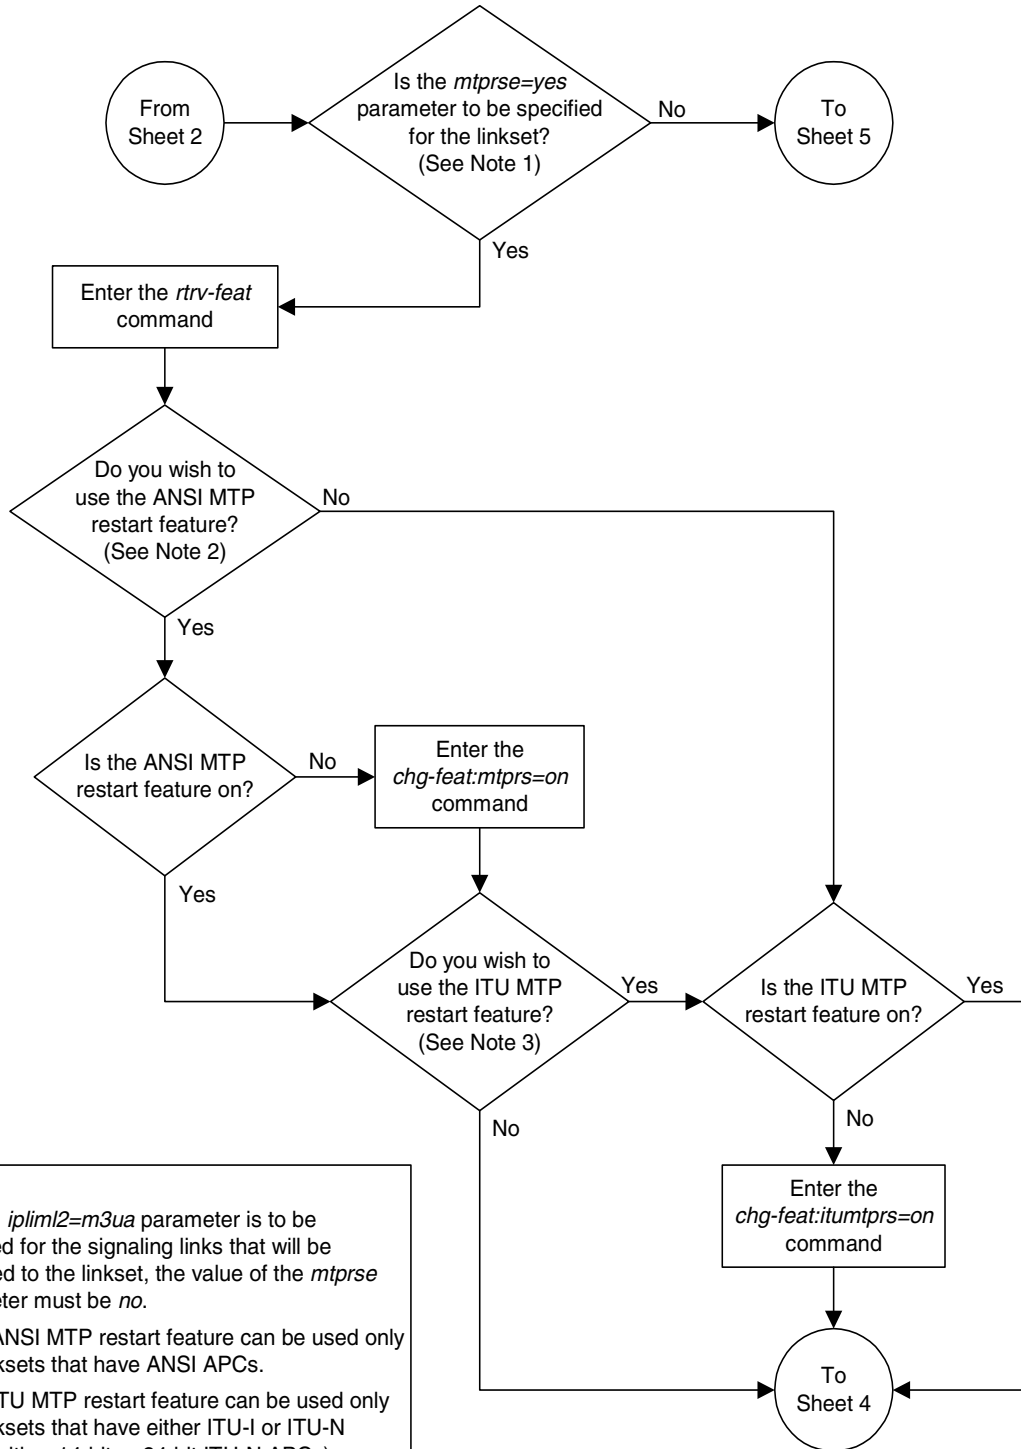 From
Sheet 2
Is the mtprse=yes
parameter to be specified
for the linkset?
(See Note 1)
No
To
Sheet 5
Yes
Enter the rtrv-feat
command
Do you wish to
use the ANSI MTP
restart feature?
(See Note 2)
No
Yes
Is the ANSI MTP
restart feature on?
No
Enter the
chg-feat:mtprs=on
command
Yes
Do you wish to
use the ITU MTP
restart feature?
(See Note 3)
Yes
Is the ITU MTP
restart feature on?
Yes
No
No
Enter the
chg-feat:itumtprs=on
command
To
Sheet 4
ipliml2=m3ua parameter is to be
ed for the signaling links that will be
ed to the linkset, the value of the mtprse
eter must be no.
ANSI MTP restart feature can be used only
ksets that have ANSI APCs.
TU MTP restart feature can be used only
ksets that have either ITU-I or ITU-N